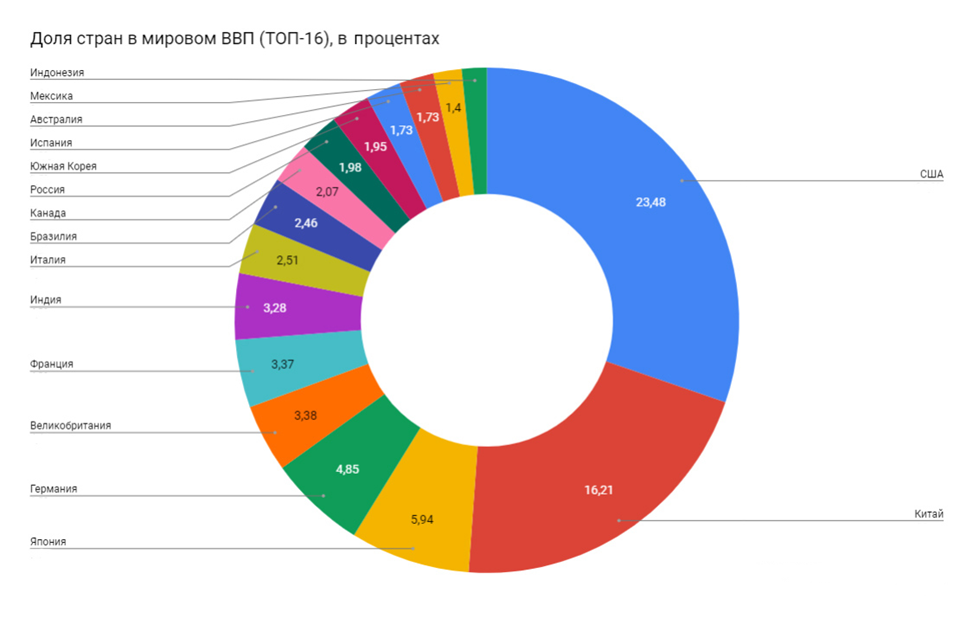 Доля стран в мировом ВВП (ТОП-16), в процентах
Индонезия
Мексика
Австралия
Испания
Южная Корея
Россия
Канада
Бразилия
Италия
Индия
Франция
Великобритания
Германия
Япония
США
Китай
23,48
16,21
5,94
4,85
3,38
3,37
3,28
2,51
2,46
2,07
1,98
1,95
1,73
1,73
1,4